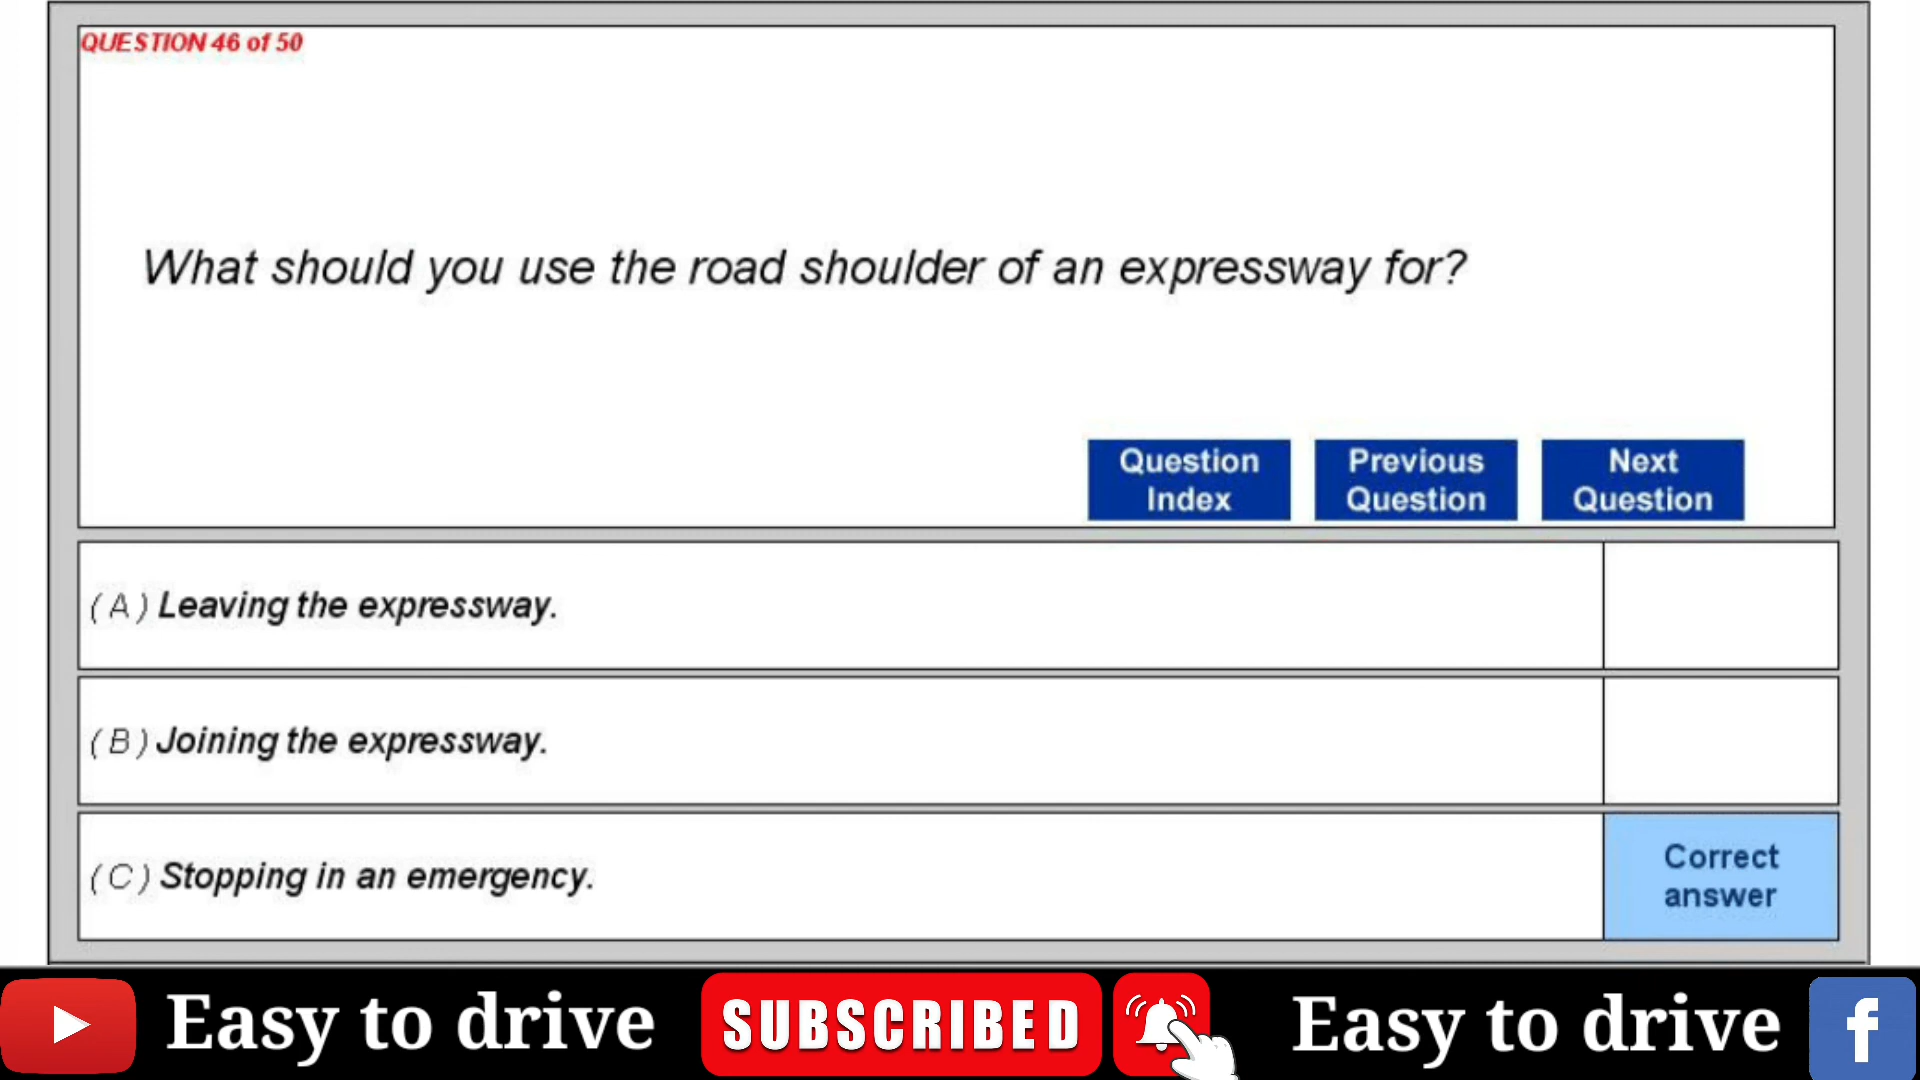 QUESTION 46 of 50
What should you use the road shoulder of an expressway for?
Question
Index
Previous
Question
Next
Question
(A) Leaving the expressway.
(B) Joining the expressway.
(C) Stopping in an emergency.
Correct
answer
Easy to drive
SUBSCRIBED
Easy to drive
f